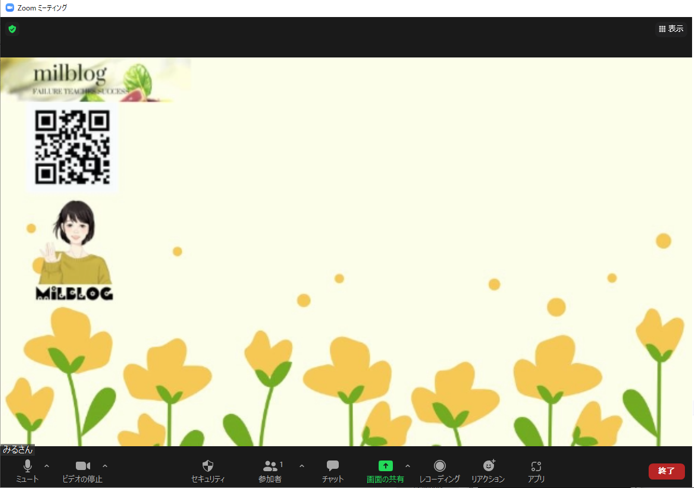 Zoom ミーティング
表示
milblog
FAILURE TEACHES SUCCESS
MiLBLOG
みるさん
ミュート
ビデオの停止
セキュリティ
1
参加者
チャット
画面の共有
レコーディング
リアクション
アプリ
終了